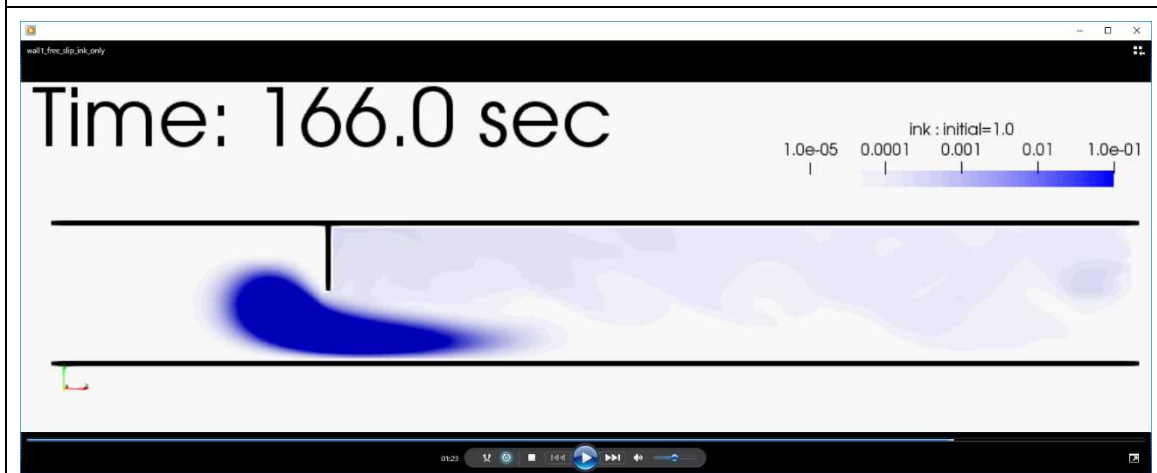 wall1_free_slip_ink_only
Time: 166.0 sec
ink : initial=1.0
1.0e-05 0.0001 0.001 0.01 1.0e-01
01:23